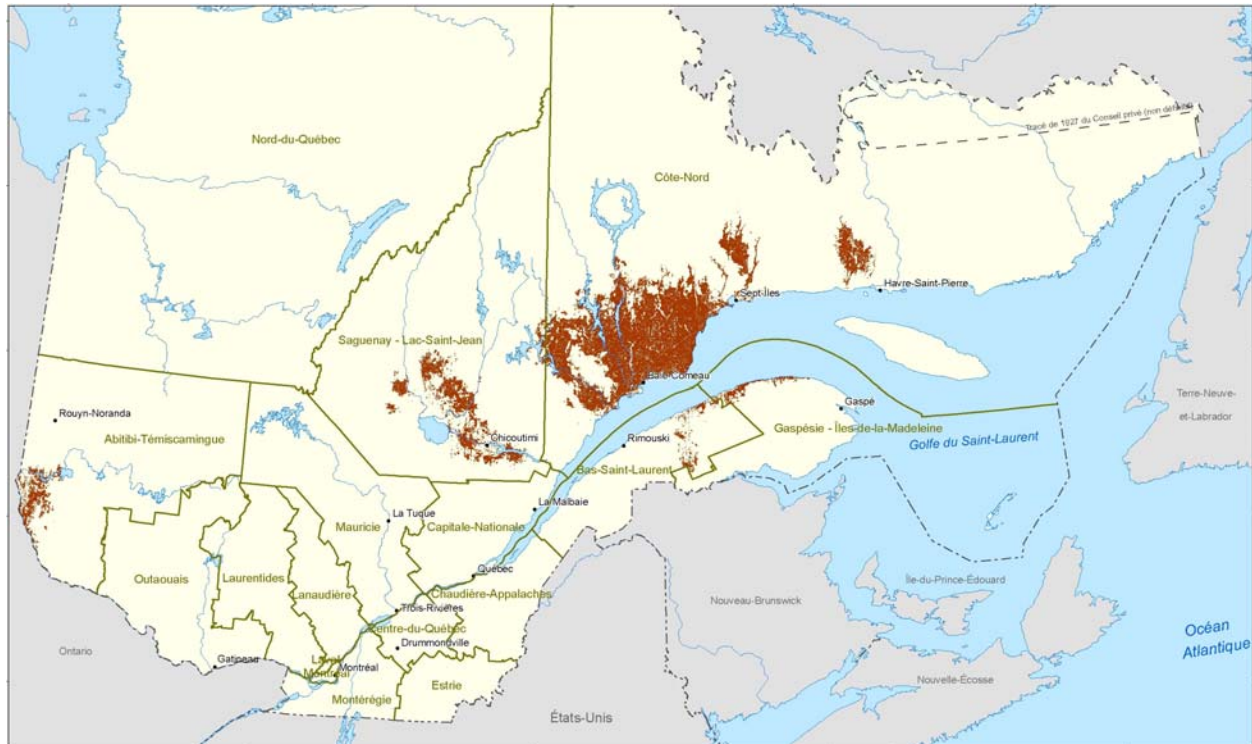 Tracé de 1927 du Conseil privé (non définitif)
Nord-du-Québec
Côte-Nord
Sept-Îles
Havre-Saint-Pierre
Saguenay - Lac-Saint-Jean
Baie-Comeau
Terre-Neuve-
et-Labrador
Rouyn-Noranda
Gaspé
Abitibi-Témiscamingue
Chicoutimi
Rimouski
Gaspésie - Îles-de-la-Madeleine
Golfe du Saint-Laurent
Bas-Saint-Laurent
La Malbaie
La Tuque
Mauricie
Capitale-Nationale
Outaouais
Laurentides
Québec
Île-du-Prince-Édouard
Lanaudière
Chaudière-Appalaches
Nouveau-Brunswick
Trois-Rivières
Centre-du-Québec
Océan
Atlantique
Drummondville
Ontario
Gatineau
Laval
Montréal
Montréal
Estrie
Nouvelle-Écosse
Montérégie
États-Unis